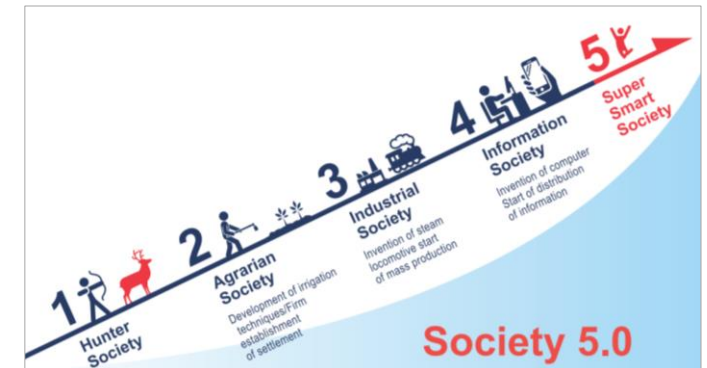 1
Hunter
Society
2
Agrarian
Society
Development of irrigation
techniques/Firm
establishment
of settlement
3
Industrial
Society
Invention of steam
locomotive start
of mass production
4
Information
Society
Invention of computer
Start of distribution
of information
5
Super
Smart
Society
Society 5.0